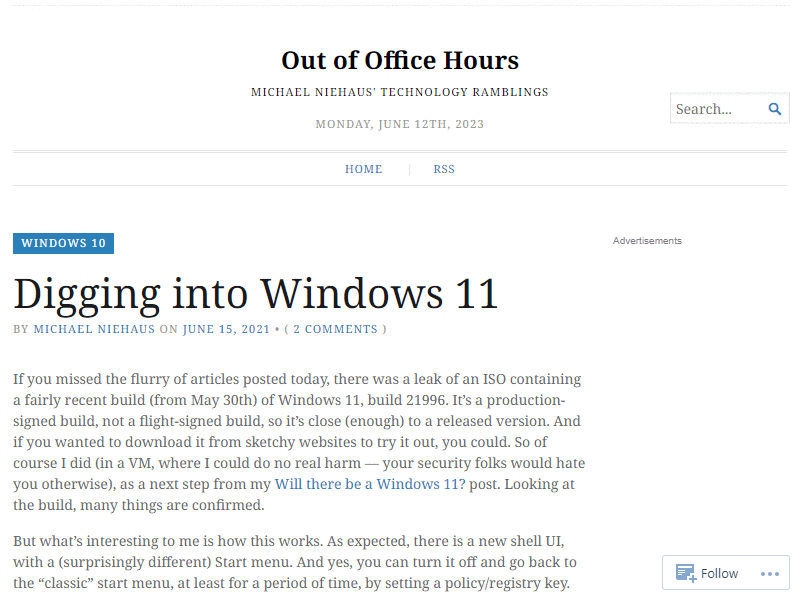 Out of Office Hours
MICHAEL NIEHAUS' TECHNOLOGY RAMBLINGS
Search...
MONDAY, JUNE 12TH, 2023
HOME | RSS
WINDOWS 10
Advertisements
Digging into Windows 11
BY MICHAEL NIEHAUS ON JUNE 15, 2021 • ( 2 COMMENTS )
If you missed the flurry of articles posted today, there was a leak of an ISO containing
a fairly recent build (from May 30th) of Windows 11, build 21996. It’s a production-
signed build, not a flight-signed build, so it’s close (enough) to a released version. And
if you wanted to download it from sketchy websites to try it out, you could. So of
course I did (in a VM, where I could do no real harm — your security folks would hate
you otherwise), as a next step from my Will there be a Windows 11? post. Looking at
the build, many things are confirmed.
But what’s interesting to me is how this works. As expected, there is a new shell UI,
with a (surprisingly different) Start menu. And yes, you can turn it off and go back to
the “classic” start menu, at least for a period of time, by setting a policy/registry key.
Follow